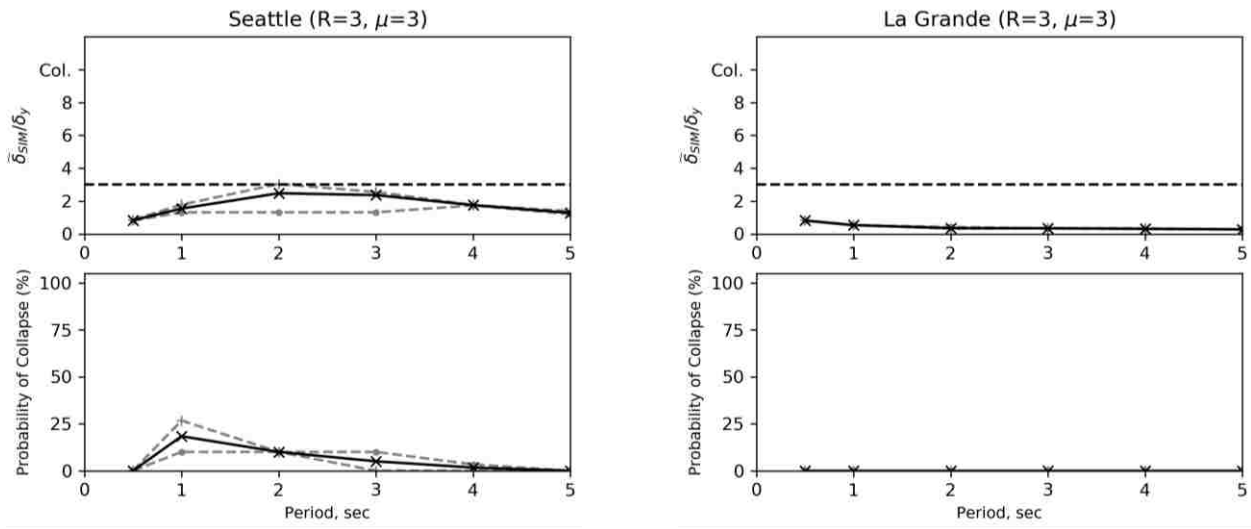 Seattle (R=3, μ=3)
Col.
8
6
4
2
0
δ̃SIM/δy
0 1 2 3 4 5
100
75
50
25
0
Probability of Collapse (%)
0 1 2 3 4 5
Period, sec
La Grande (R=3, μ=3)
Col.
8
6
4
2
0
δ̃SIM/δy
0 1 2 3 4 5
100
75
50
25
0
Probability of Collapse (%)
0 1 2 3 4 5
Period, sec